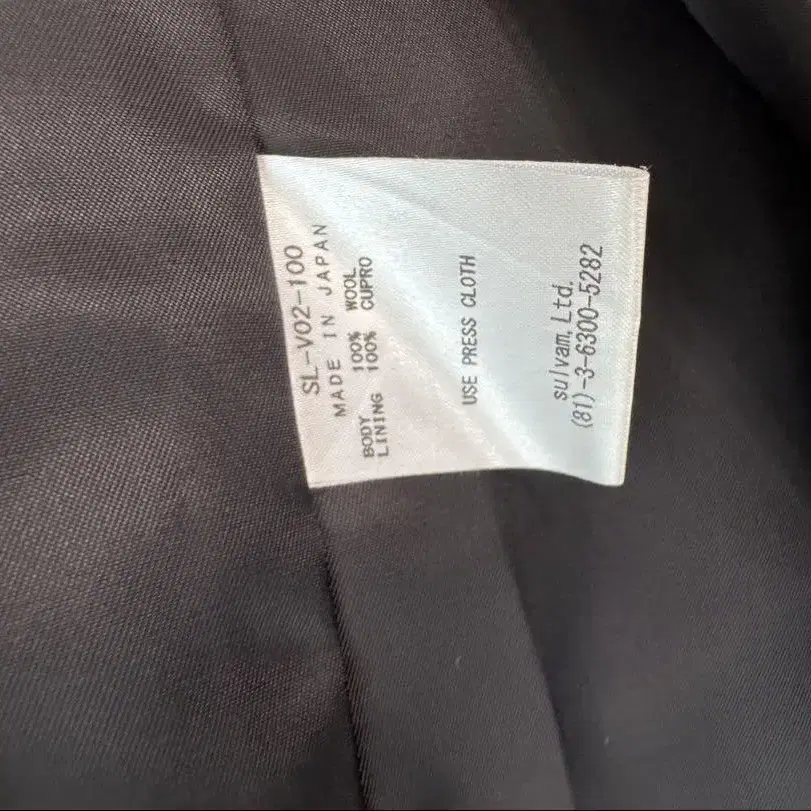 SL-V02-100
MADE IN JAPAN
BODY 100% WOOL
LINING 100% CUPRO
USE PRESS CLOTH
sulvam, Ltd.
(81)-3-6300-5282